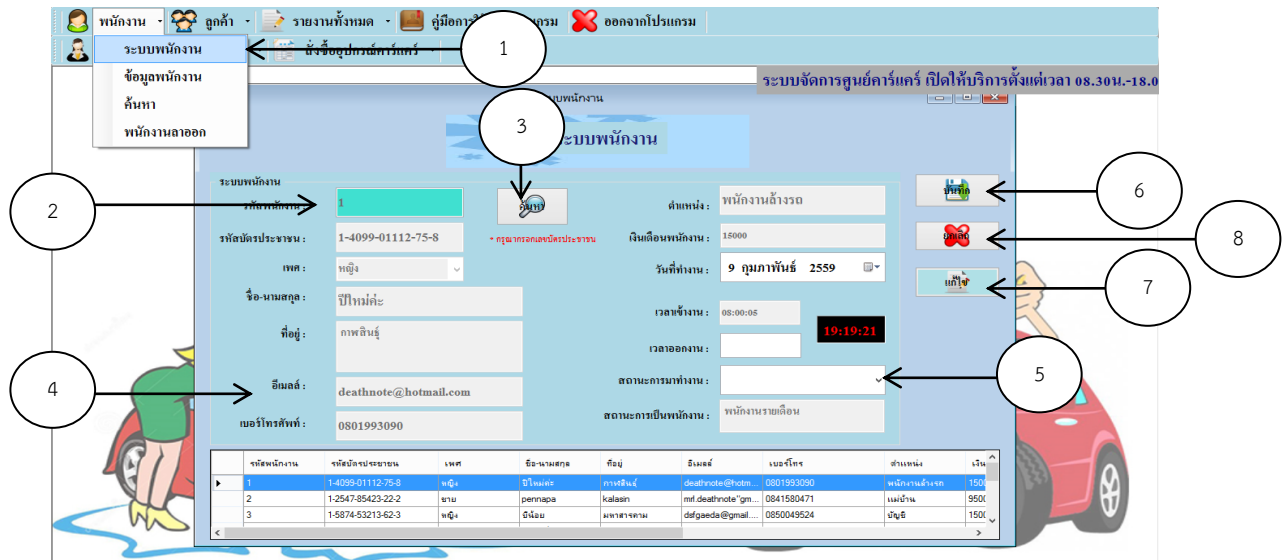 พนักงาน ลูกค้า รายงานทั้งหมด คู่มือการใ กรม ออกจากโปรแกรม
ระบบพนักงาน
สั่งซื้ออุปกรณ์คาร์แคร์
1
ข้อมูลพนักงาน
ค้นหา
พนักงานลาออก
ระบบจัดการศูนย์คาร์แคร์ เปิดให้บริการตั้งแต่เวลา 08.30น.-18.0
บพนักงาน
3
ะบบพนักงาน
ระบบพนักงาน
2
รหัสพนักงาน :
1
ค้นหา
ตำแหน่ง :
พนักงานล้างรถ
บันทึก
6
รหัสบัตรประชาชน :
1-4099-01112-75-8
* กรุณากรอกเลขบัตรประชาชน
เงินเดือนพนักงาน :
15000
ยกเลิก
8
เพศ :
หญิง
วันที่ทำงาน :
9 กุมภาพันธ์ 2559
แก้ไข
7
ชื่อ-นามสกุล :
ปีใหม่ค่ะ
เวลาเข้างาน :
08:00:05
ที่อยู่ :
กาฬสินธุ์
19:19:21
เวลาออกงาน :
4
อีเมลล์ :
deathnote@hotmail.com
สถานะการมาทำงาน :
5
เบอร์โทรศัพท์ :
0801993090
สถานะการเป็นพนักงาน :
พนักงานรายเดือน
รหัสพนักงาน รหัสบัตรประชาชน เพศ ชื่อ-นามสกุล ที่อยู่ อีเมลล์ เบอร์โทร ตำแหน่ง เงิน
1 1-4099-01112-75-8 หญิง ปีใหม่ค่ะ กาฬสินธุ์ deathnote@hotm... 0801993090 พนักงานล้างรถ 1500
2 1-2547-85423-22-2 ชาย pennapa kalasin mrf.deathnote"gm... 0841580471 แม่บ้าน 9500
3 1-5874-53213-62-3 หญิง บีน้อย มหาสารคาม dsfgaeda@gmail.... 0850049524 บัญชี 1500